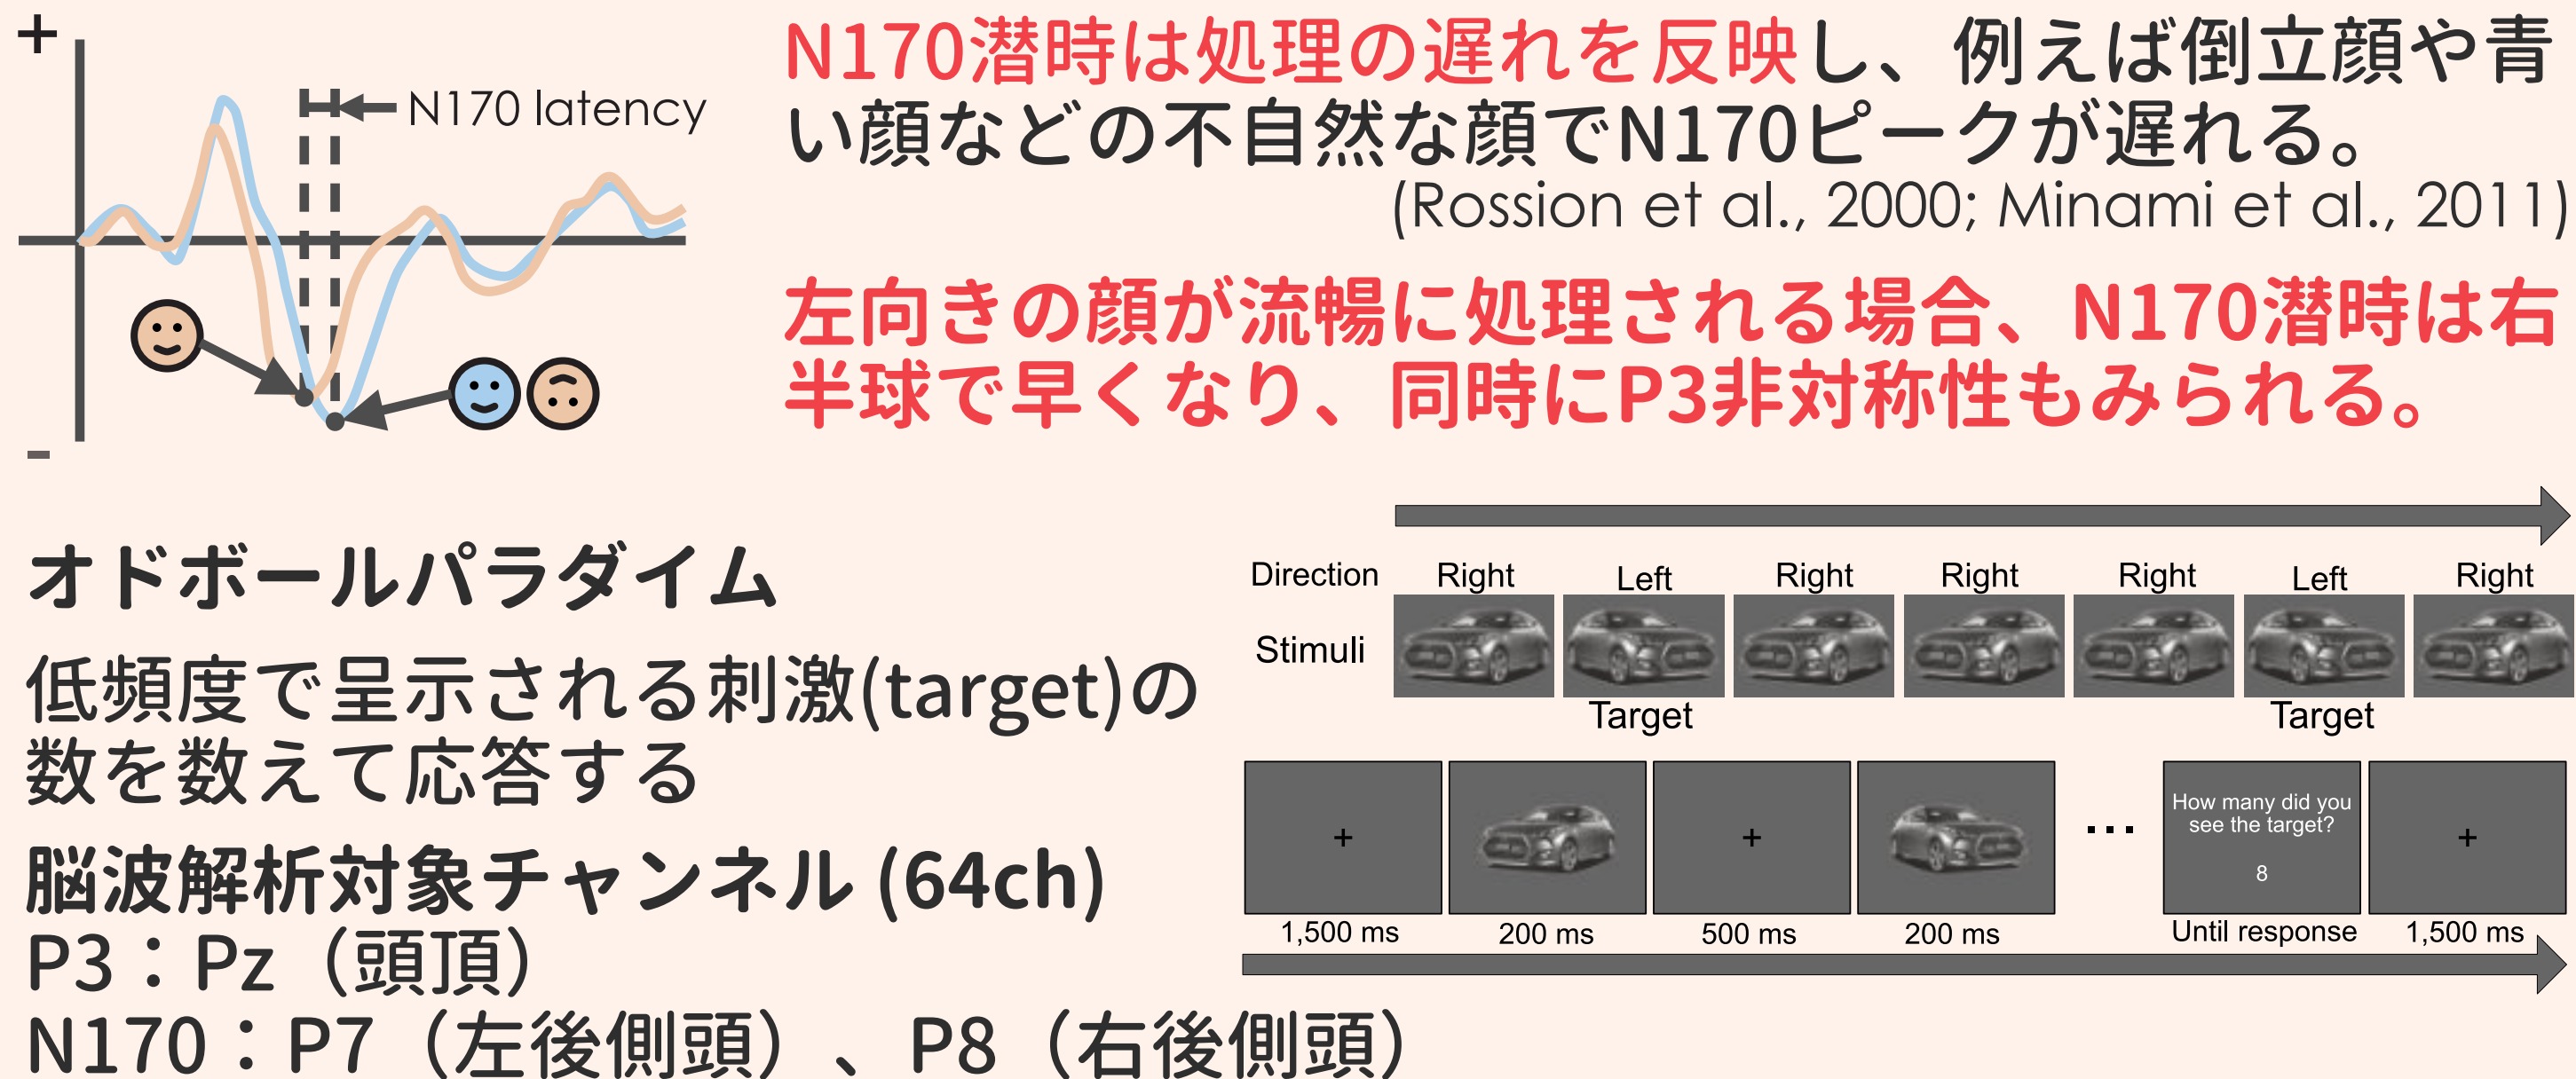 +
N170 latency
-
N170潜時は処理の遅れを反映し、例えば倒立顔や青
い顔などの不自然な顔でN170ピークが遅れる。
(Rossion et al., 2000; Minami et al., 2011)
左向きの顔が流暢に処理される場合、N170潜時は右
半球で早くなり、同時にP3非対称性もみられる。
オドボールパラダイム
低頻度で呈示される刺激(target)の
数を数えて応答する
脳波解析対象チャンネル (64ch)
P3：Pz（頭頂）
N170：P7（左後側頭）、P8（右後側頭）
Direction Right Left Right Right Right Left Right
Stimuli
Target Target
+ + ... How many did you
see the target?
8
+
1,500 ms 200 ms 500 ms 200 ms Until response 1,500 ms